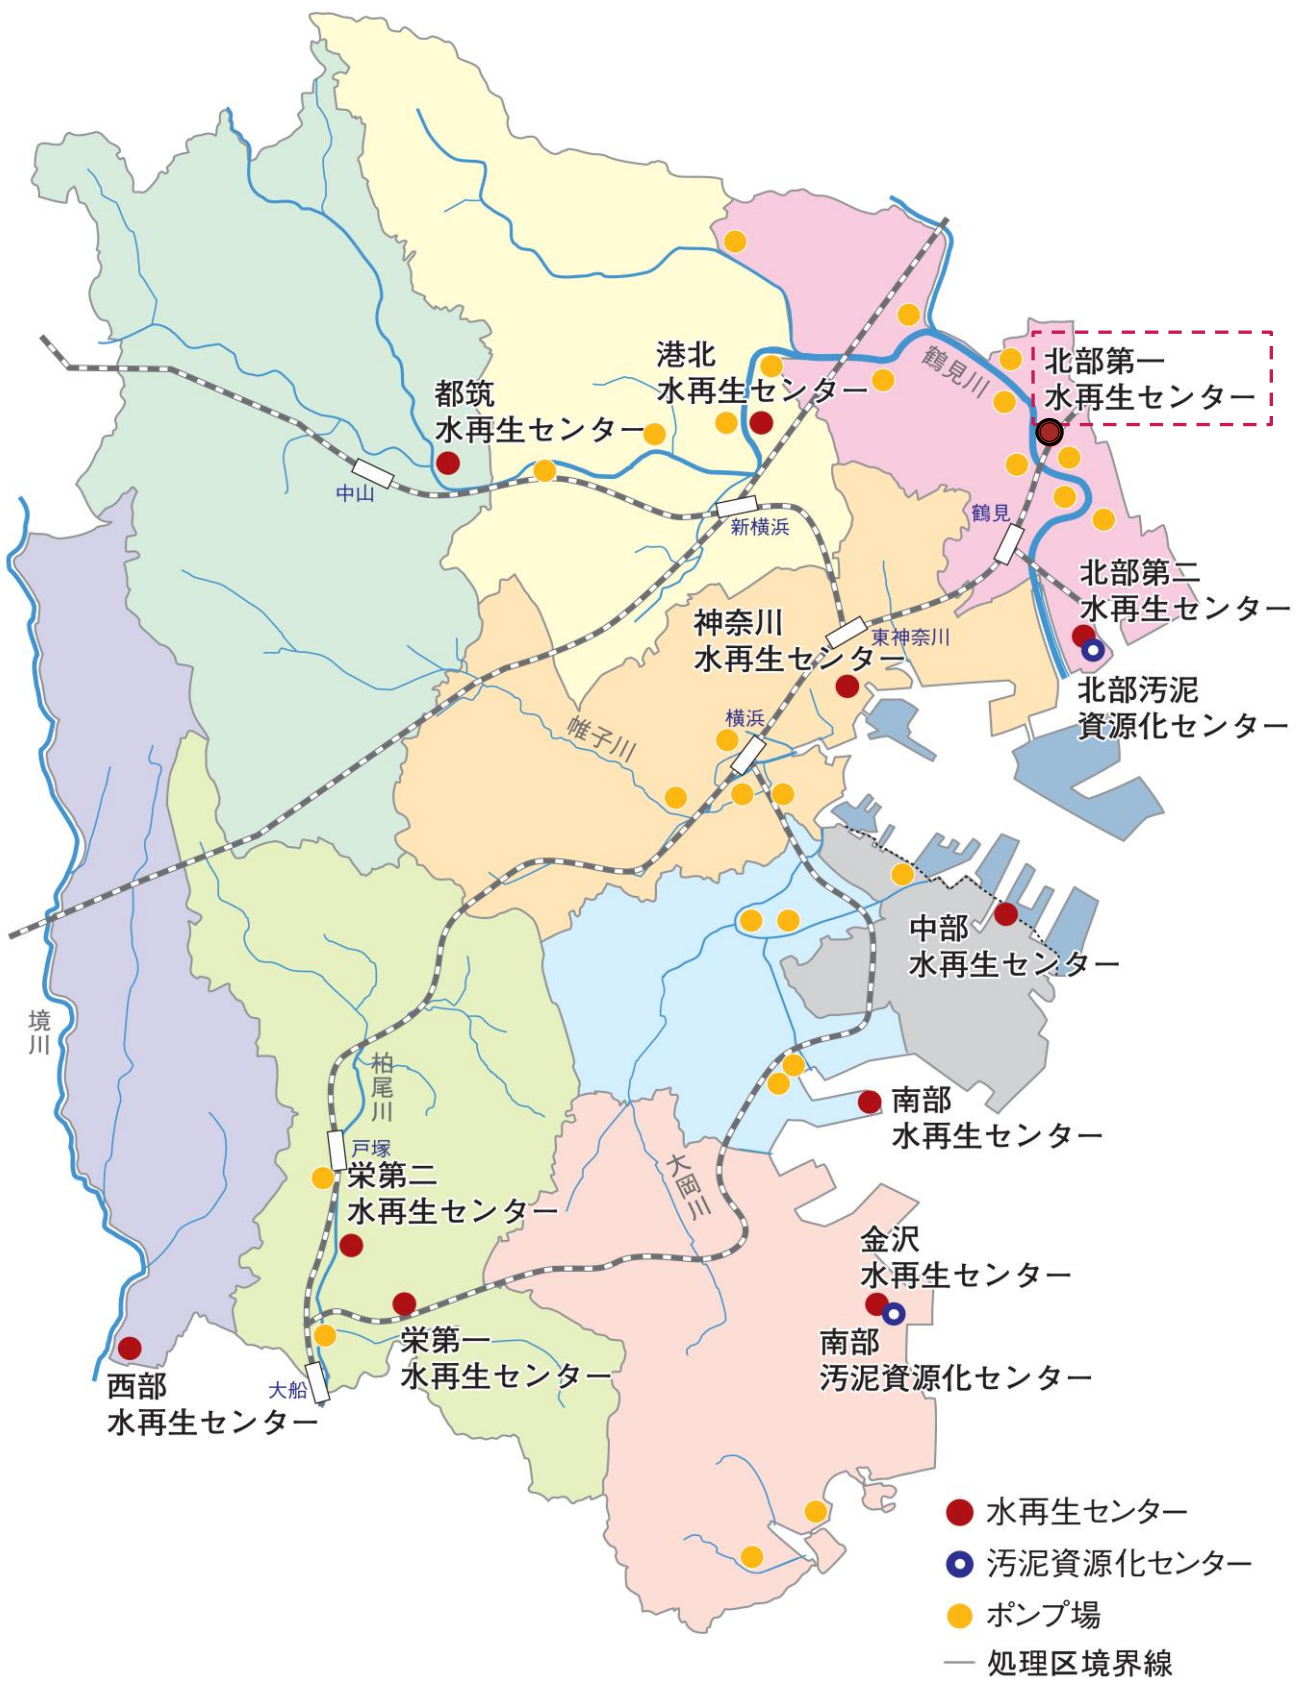 鶴見川
北部第一
水再生センター
港北
水再生センター
都筑
水再生センター
中山
新横浜
鶴見
北部第二
水再生センター
神奈川
水再生センター
東神奈川
北部汚泥
資源化センター
横浜
帷子川
中部
水再生センター
境川
柏尾川
南部
水再生センター
戸塚
栄第二
水再生センター
大岡川
金沢
水再生センター
南部
汚泥資源化センター
栄第一
水再生センター
大船
西部
水再生センター
水再生センター
汚泥資源化センター
ポンプ場
処理区境界線